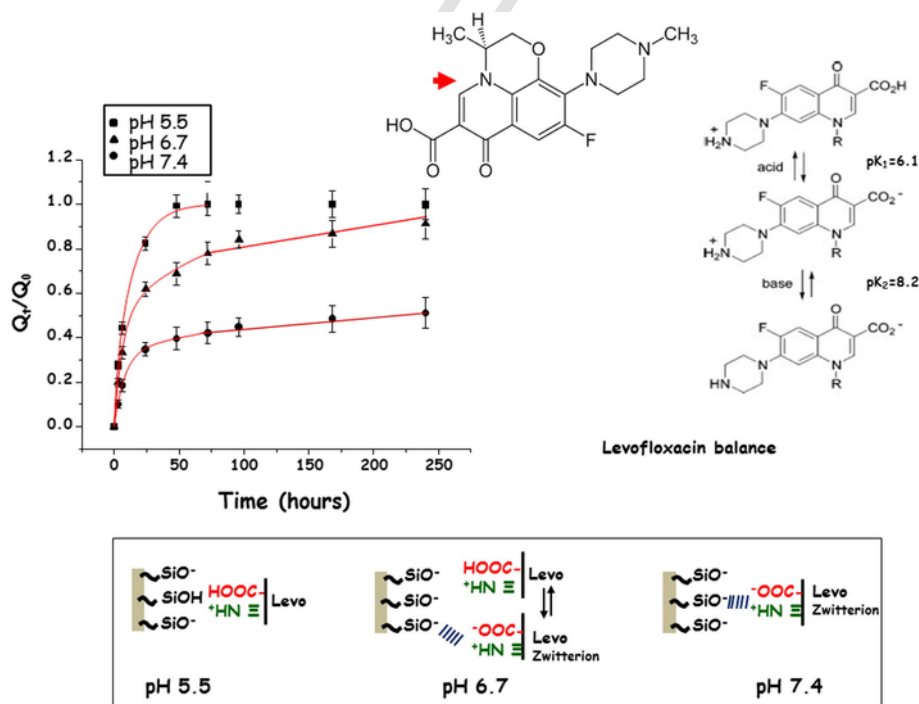 H
H₃C
O
N
CH₃
N
N
HO
O
O
F
pH 5.5
pH 6.7
pH 7.4
1.2
1.0
0.8
0.6
0.4
0.2
0.0
Qₜ/Q₀
0 50 100 150 200 250
Time (hours)
O
F
CO₂H
N
N
R
+
H₂N
acid
pK₁=6.1
O
F
CO₂⁻
N
N
R
+
H₂N
base
pK₂=8.2
O
F
CO₂⁻
N
N
R
HN
Levofloxacin balance
SiO⁻
SiOH
SiO⁻
HOOC
⁺HN ≡
Levo
pH 5.5
SiO⁻
SiO⁻
SiO⁻
HOOC
⁺HN ≡
Levo
⁻OOC
⁺HN ≡
Levo
Zwitterion
pH 6.7
SiO⁻
SiO⁻
SiO⁻
⁻OOC
⁺HN ≡
Levo
Zwitterion
pH 7.4